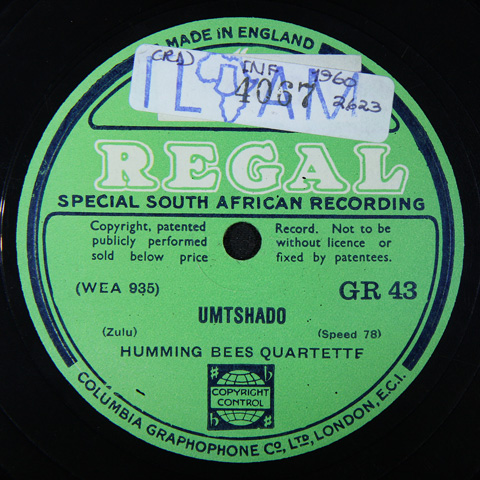 MADE IN ENGLAND
(CRD) INF 1960
ILAM
4067 2623
REGAL
SPECIAL SOUTH AFRICAN RECORDING
Copyright, patented Record. Not to be
publicly performed without licence or
sold below price fixed by patentees.
(WEA 935) GR 43
UMTSHADO
(Zulu) (Speed 78)
HUMMING BEES QUARTETTE
COPYRIGHT
CONTROL
COLUMBIA GRAPHOPHONE CO, LTD, LONDON, E.C.1.